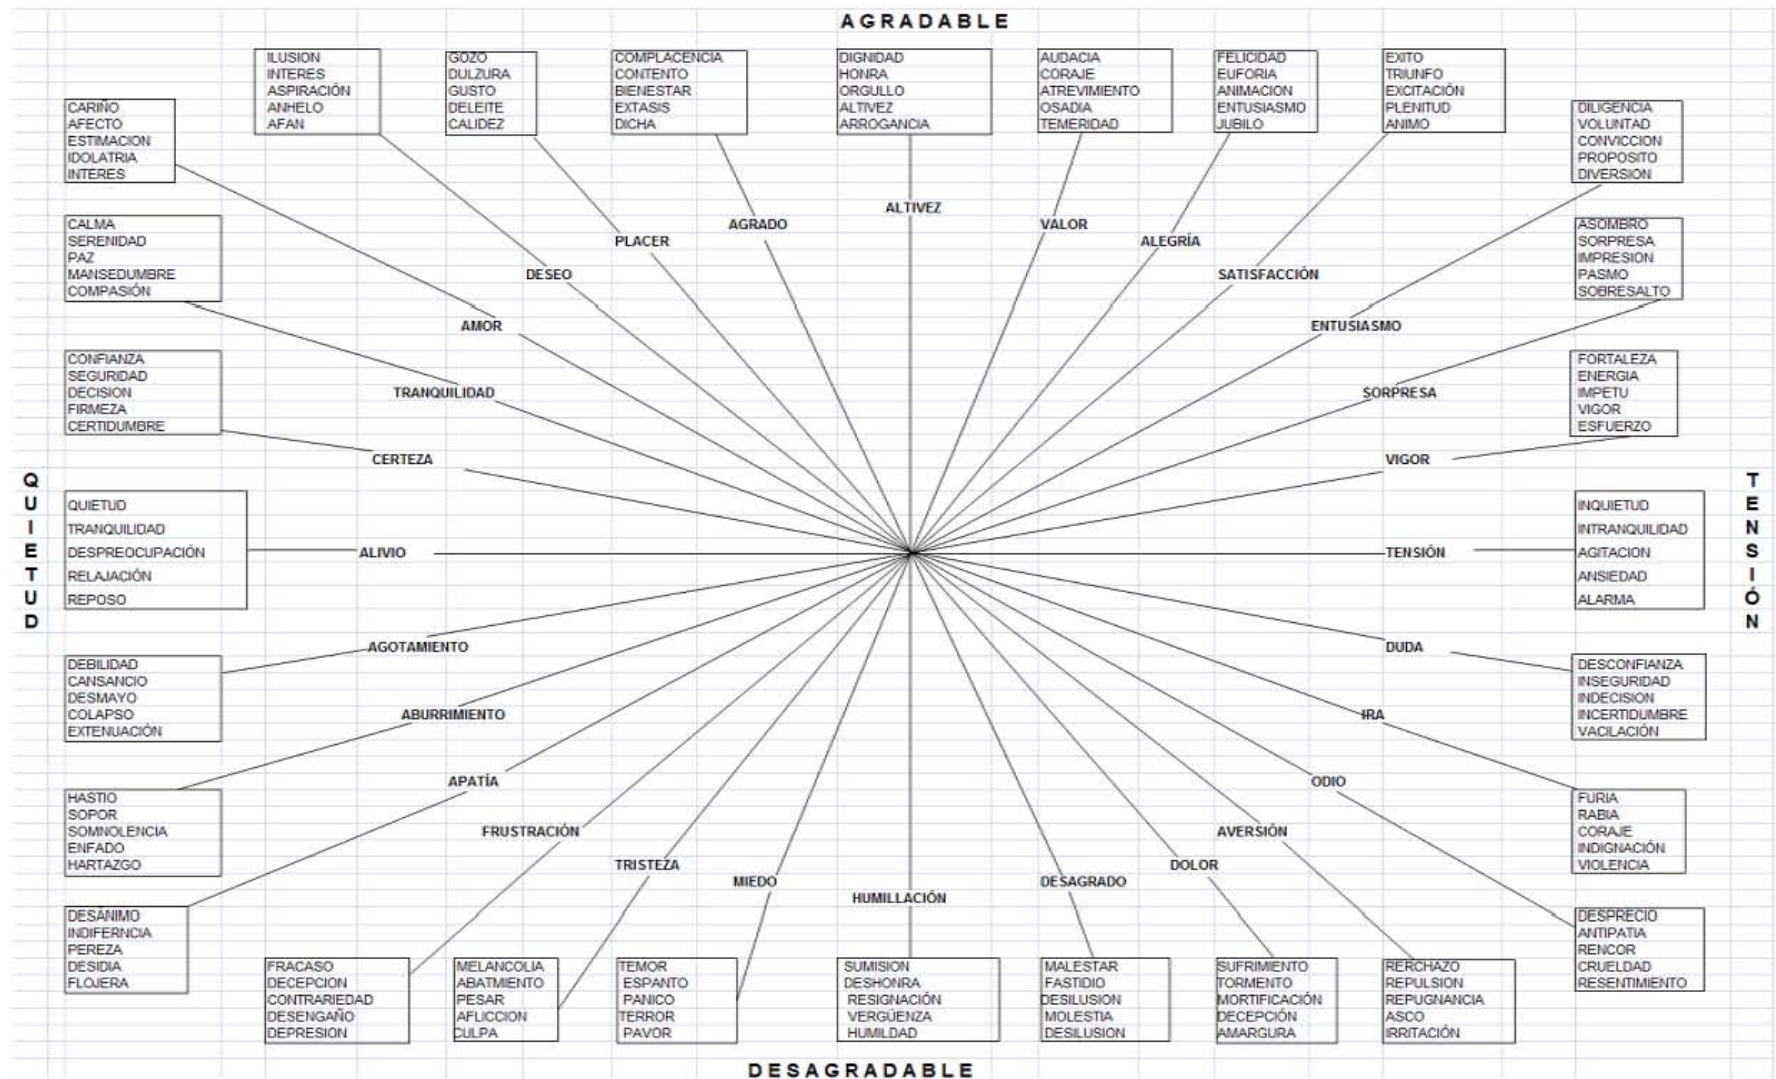 AGRADABLE
ILUSION
INTERES
ASPIRACIÓN
ANHELO
AFAN
GOZO
DULZURA
GUSTO
DELEITE
CALIDEZ
COMPLACENCIA
CONTENTO
BIENESTAR
EXTASIS
DICHA
DIGNIDAD
HONRA
ORGULLO
ALTIVEZ
ARROGANCIA
AUDACIA
CORAJE
ATREVIMIENTO
OSADIA
TEMERIDAD
FELICIDAD
EUFORIA
ANIMACION
ENTUSIASMO
JUBILO
EXITO
TRIUNFO
EXCITACIÓN
PLENITUD
ANIMO
CARIÑO
AFECTO
ESTIMACION
IDOLATRIA
INTERES
DILIGENCIA
VOLUNTAD
CONVICCION
PROPOSITO
DIVERSION
CALMA
SERENIDAD
PAZ
MANSEDUMBRE
COMPASIÓN
ASOMBRO
SORPRESA
IMPRESION
PASMO
SOBRESALTO
ALTIVEZ
AGRADO
VALOR
PLACER
ALEGRÍA
DESEO
SATISFACCIÓN
AMOR
ENTUSIASMO
CONFIANZA
SEGURIDAD
DECISION
FIRMEZA
CERTIDUMBRE
TRANQUILIDAD
SORPRESA
FORTALEZA
ENERGIA
IMPETU
VIGOR
ESFUERZO
CERTEZA
VIGOR
QUIETUD
QUIETUD
TRANQUILIDAD
DESPREOCUPACIÓN
RELAJACIÓN
REPOSO
ALIVIO
TENSIÓN
INQUIETUD
INTRANQUILIDAD
AGITACION
ANSIEDAD
ALARMA
TENSIÓN
AGOTAMIENTO
DUDA
DEBILIDAD
CANSANCIO
DESMAYO
COLAPSO
EXTENUACIÓN
DESCONFIANZA
INSEGURIDAD
INDECISION
INCERTIDUMBRE
VACILACIÓN
ABURRIMIENTO
IRA
APATÍA
ODIO
HASTIO
SOPOR
SOMNOLENCIA
ENFADO
HARTAZGO
FURIA
RABIA
CORAJE
INDIGNACIÓN
VIOLENCIA
FRUSTRACIÓN
AVERSIÓN
TRISTEZA
DOLOR
MIEDO
DESAGRADO
HUMILLACIÓN
DESÁNIMO
INDIFERNCIA
PEREZA
DESIDIA
FLOJERA
DESPRECIO
ANTIPATIA
RENCOR
CRUELDAD
RESENTIMIENTO
FRACASO
DECEPCION
CONTRARIEDAD
DESENGAÑO
DEPRESION
MELANCOLIA
ABATMIENTO
PESAR
AFLICCION
CULPA
TEMOR
ESPANTO
PANICO
TERROR
PAVOR
SUMISION
DESHONRA
RESIGNACIÓN
VERGÜENZA
HUMILDAD
MALESTAR
FASTIDIO
DESILUSION
MOLESTIA
DESILUSION
SUFRIMIENTO
TORMENTO
MORTIFICACIÓN
DECEPCIÓN
AMARGURA
RERCHAZO
REPULSION
REPUGNANCIA
ASCO
IRRITACIÓN
DESAGRADABLE